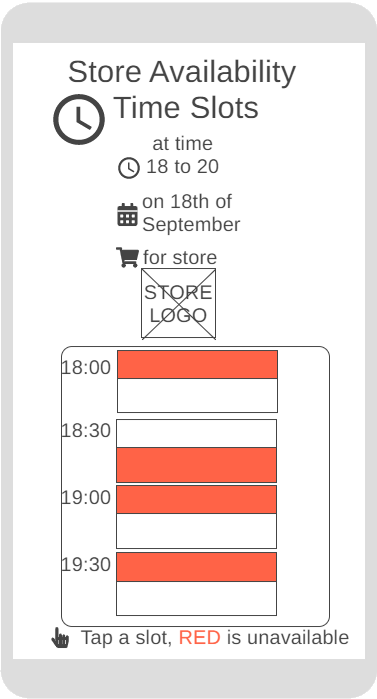 Store Availability
Time Slots
at time
18 to 20
on 18th of
September
for store
STORE
LOGO
18:00
18:30
19:00
19:30
Tap a slot, RED is unavailable